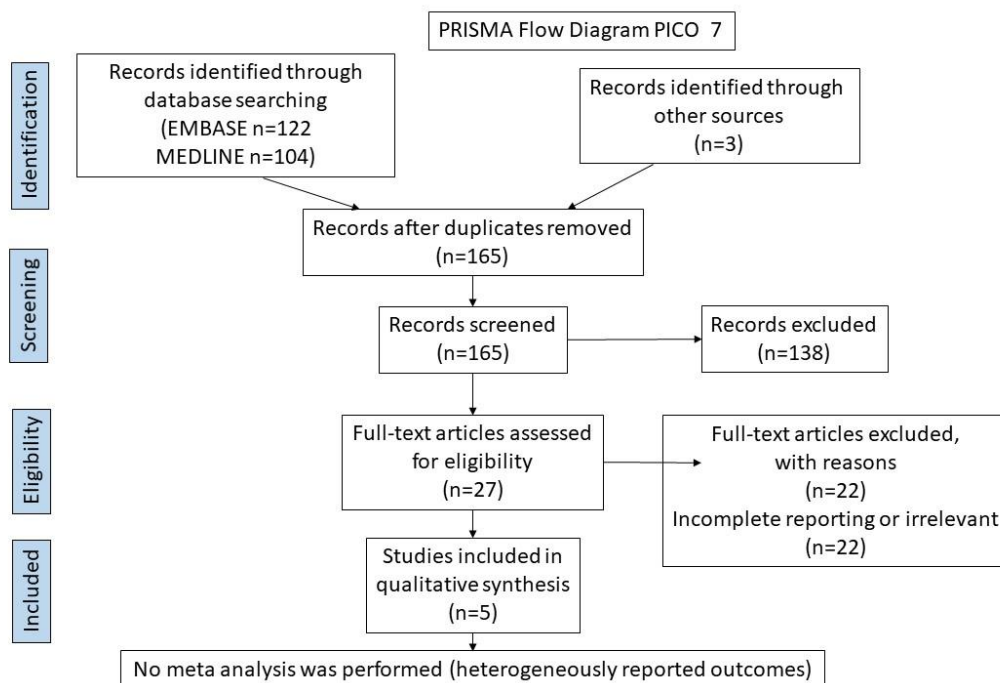 PRISMA Flow Diagram PICO 7
Identification
Records identified through
database searching
(EMBASE n=122
MEDLINE n=104)
Records identified through
other sources
(n=3)
Records after duplicates removed
(n=165)
Screening
Records screened
(n=165)
Records excluded
(n=138)
Eligibility
Full-text articles assessed
for eligibility
(n=27)
Full-text articles excluded,
with reasons
(n=22)
Incomplete reporting or irrelevant
(n=22)
Included
Studies included in
qualitative synthesis
(n=5)
No meta analysis was performed (heterogeneously reported outcomes)